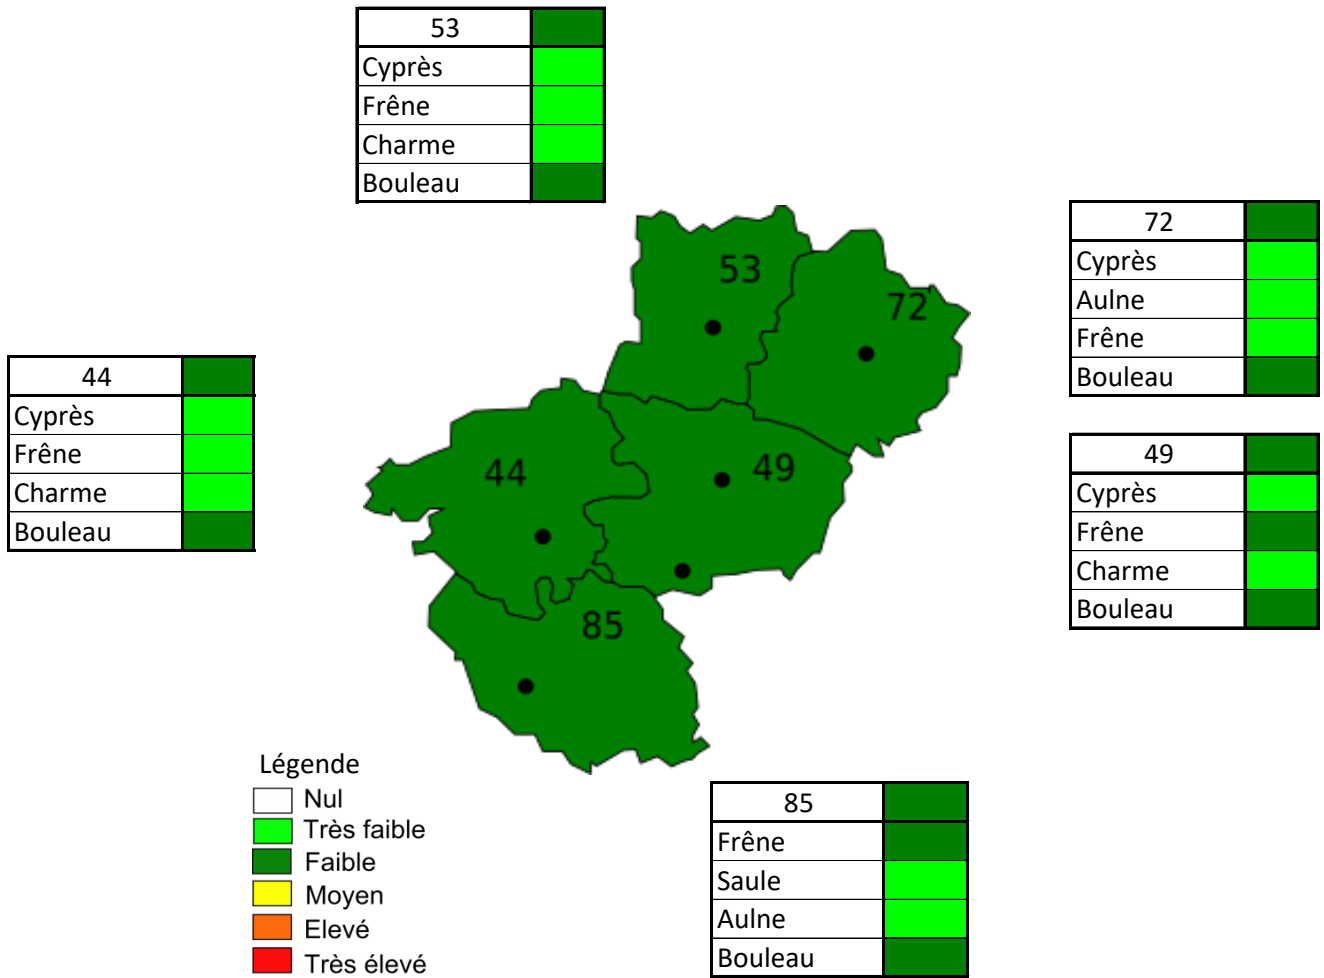 53
Cyprès
Frêne
Charme
Bouleau
72
Cyprès
Aulne
Frêne
Bouleau
53
72
44
Cyprès
Frêne
Charme
Bouleau
44
49
49
Cyprès
Frêne
Charme
Bouleau
85
Légende
Nul
Très faible
Faible
Moyen
Elevé
Très élevé
85
Frêne
Saule
Aulne
Bouleau